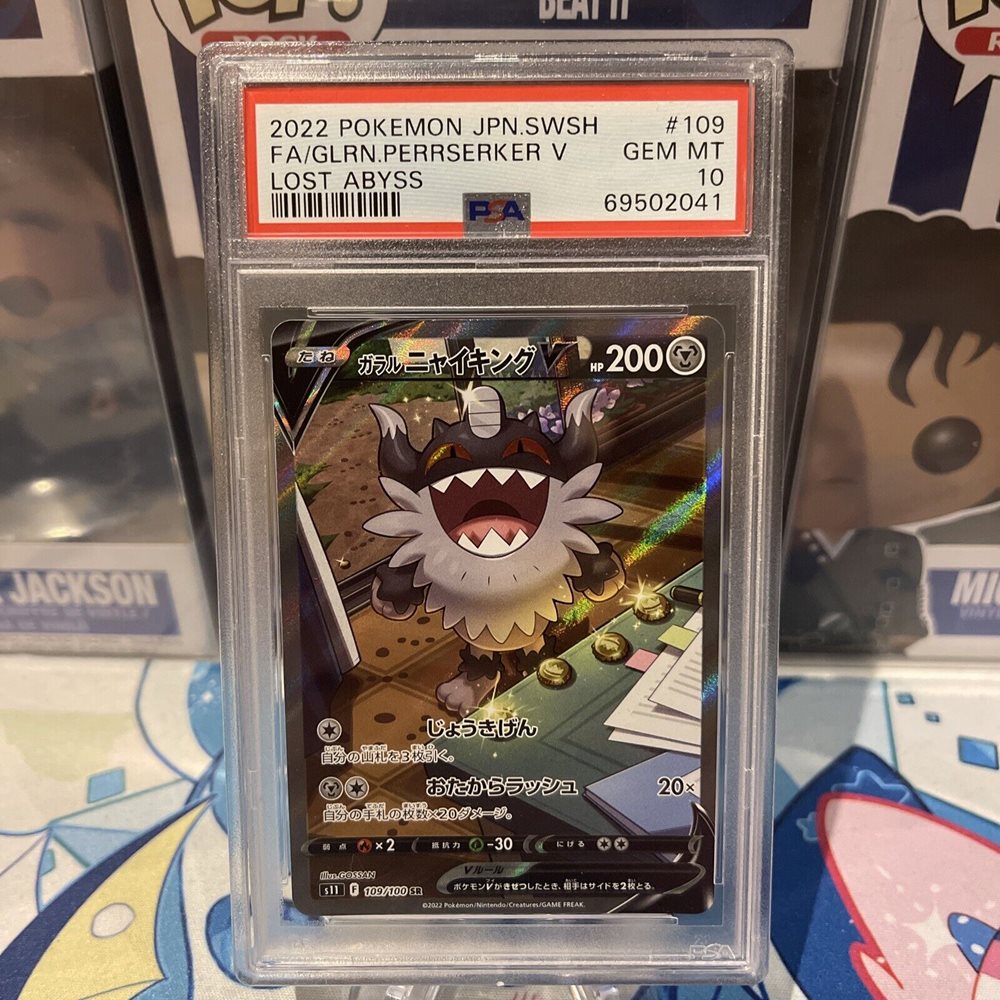 BEAT IT
ROCK
2022 POKEMON JPN.SWSH #109
FA/GLRN.PERRSERKER V GEM MT
LOST ABYSS 10
PSA 69502041
たね ガラル ニャイキングV HP 200
じょうきげん
自分の山札を3枚引く。
おたからラッシュ 20×
自分の手札の枚数×20ダメージ。
弱点 ×2 抵抗力 -30 にげる
Vルール
ポケモンVがきぜつしたとき、相手はサイドを2枚とる。
illus. GOSSAN
s11 F 109/100 SR
©2022 Pokémon/Nintendo/Creatures/GAME FREAK.
PSA
JACKSON